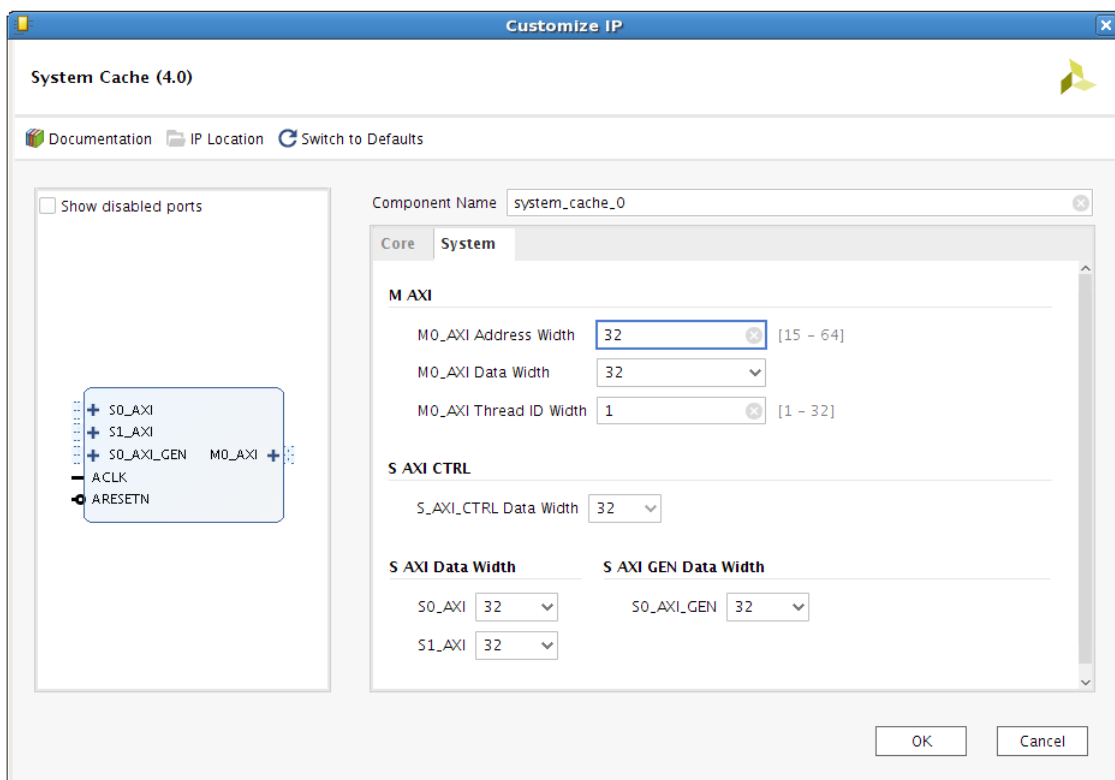 Customize IP
System Cache (4.0)
Documentation IP Location Switch to Defaults
Show disabled ports
S0_AXI
S1_AXI
S0_AXI_GEN M0_AXI
ACLK
ARESETN
Component Name system_cache_0
Core System
M AXI
M0_AXI Address Width 32 [15 - 64]
M0_AXI Data Width 32
M0_AXI Thread ID Width 1 [1 - 32]
S AXI CTRL
S_AXI_CTRL Data Width 32
S AXI Data Width S AXI GEN Data Width
S0_AXI 32 S0_AXI_GEN 32
S1_AXI 32
OK Cancel